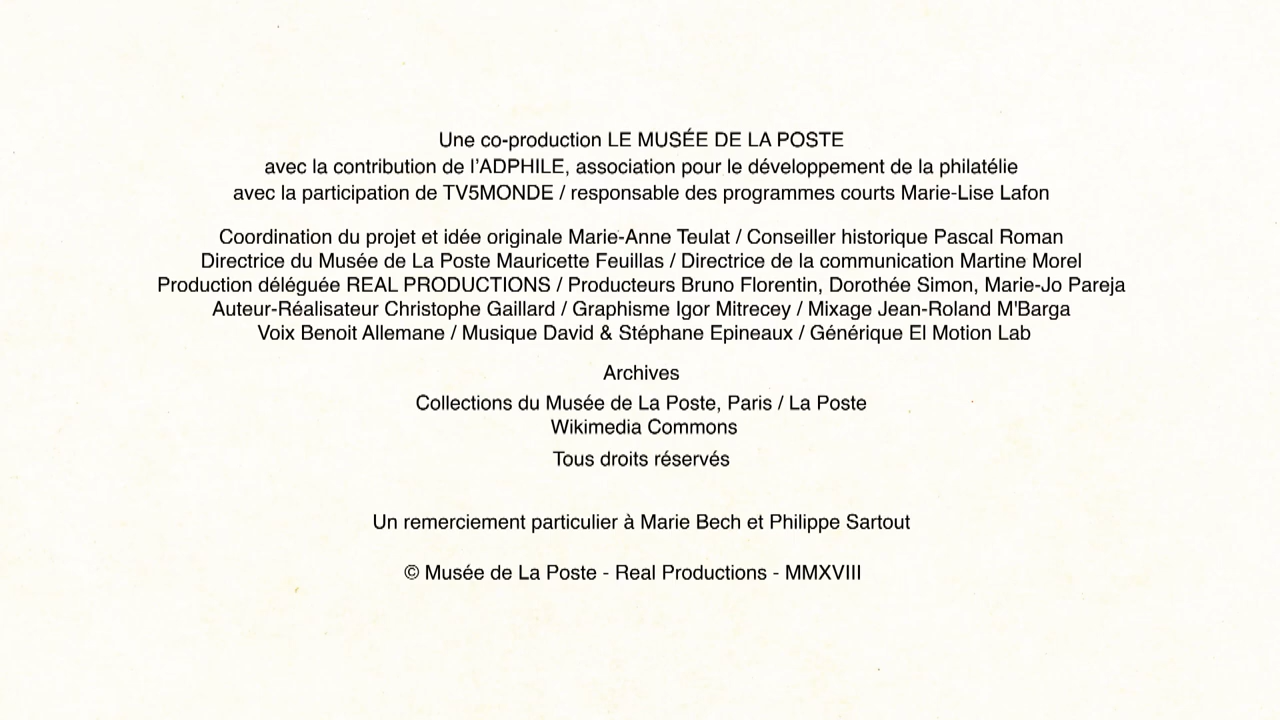 Une co-production LE MUSÉE DE LA POSTE
avec la contribution de l'ADPHILE, association pour le développement de la philatélie
avec la participation de TV5MONDE / responsable des programmes courts Marie-Lise Lafon
Coordination du projet et idée originale Marie-Anne Teulat / Conseiller historique Pascal Roman
Directrice du Musée de La Poste Mauricette Feuillas / Directrice de la communication Martine Morel
Production déléguée REAL PRODUCTIONS / Producteurs Bruno Florentin, Dorothée Simon, Marie-Jo Pareja
Auteur-Réalisateur Christophe Gaillard / Graphisme Igor Mitrecey / Mixage Jean-Roland M'Barga
Voix Benoit Allemane / Musique David & Stéphane Epineaux / Générique El Motion Lab
Archives
Collections du Musée de La Poste, Paris / La Poste
Wikimedia Commons
Tous droits réservés
Un remerciement particulier à Marie Bech et Philippe Sartout
© Musée de La Poste - Real Productions - MMXVIII